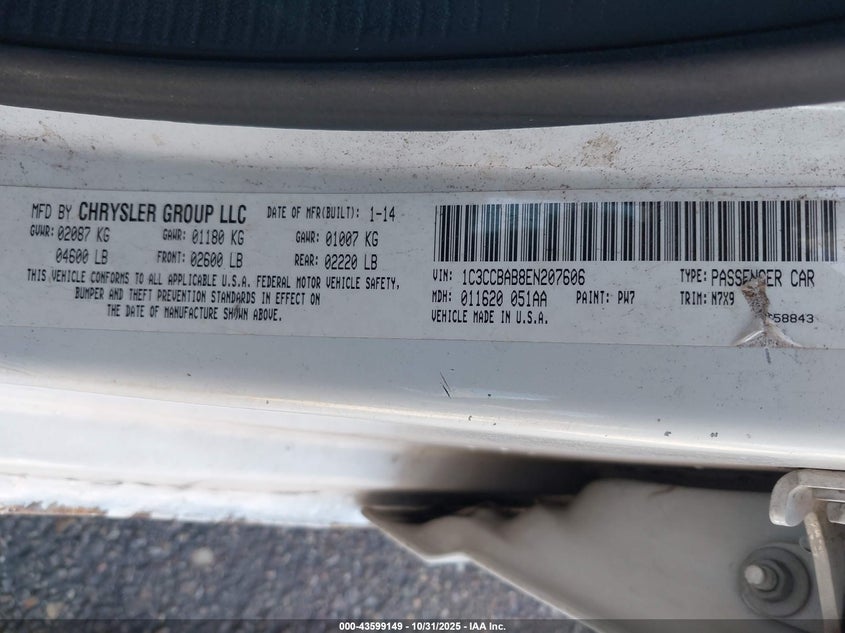 MFD BY CHRYSLER GROUP LLC DATE OF MFR(BUILT): 1-14
GVWR: 02087 KG GAWR: 01180 KG GAWR: 01007 KG
04600 LB FRONT: 02600 LB REAR: 02220 LB
THIS VEHICLE CONFORMS TO ALL APPLICABLE U.S.A. FEDERAL MOTOR VEHICLE SAFETY,
BUMPER AND THEFT PREVENTION STANDARDS IN EFFECT ON
THE DATE OF MANUFACTURE SHOWN ABOVE.
VIN: 1C3CCBAB8EN207606 TYPE: PASSENGER CAR
MDH: 011620 051AA PAINT: PW7 TRIM: N7X9
VEHICLE MADE IN U.S.A. 58843
000-43599149 - 10/31/2025 - IAA Inc.